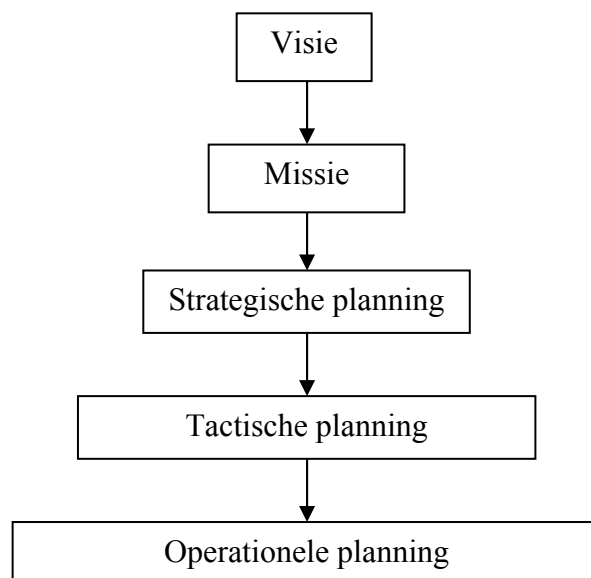 Visie
Missie
Strategische planning
Tactische planning
Operationele planning